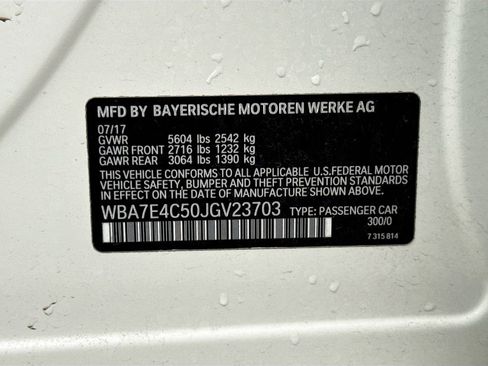 MFD BY BAYERISCHE MOTOREN WERKE AG
07/17
GVWR 5604 lbs 2542 kg
GAWR FRONT 2716 lbs 1232 kg
GAWR REAR 3064 lbs 1390 kg
THIS VEHICLE CONFORMS TO ALL APPLICABLE U.S.FEDERAL MOTOR
VEHICLE SAFETY, BUMPER, AND THEFT PREVENTION STANDARDS IN
EFFECT ON THE DATE OF MANUFACTURE SHOWN ABOVE.
WBA7E4C50JGV23703 TYPE: PASSENGER CAR
300/0
7 315 814